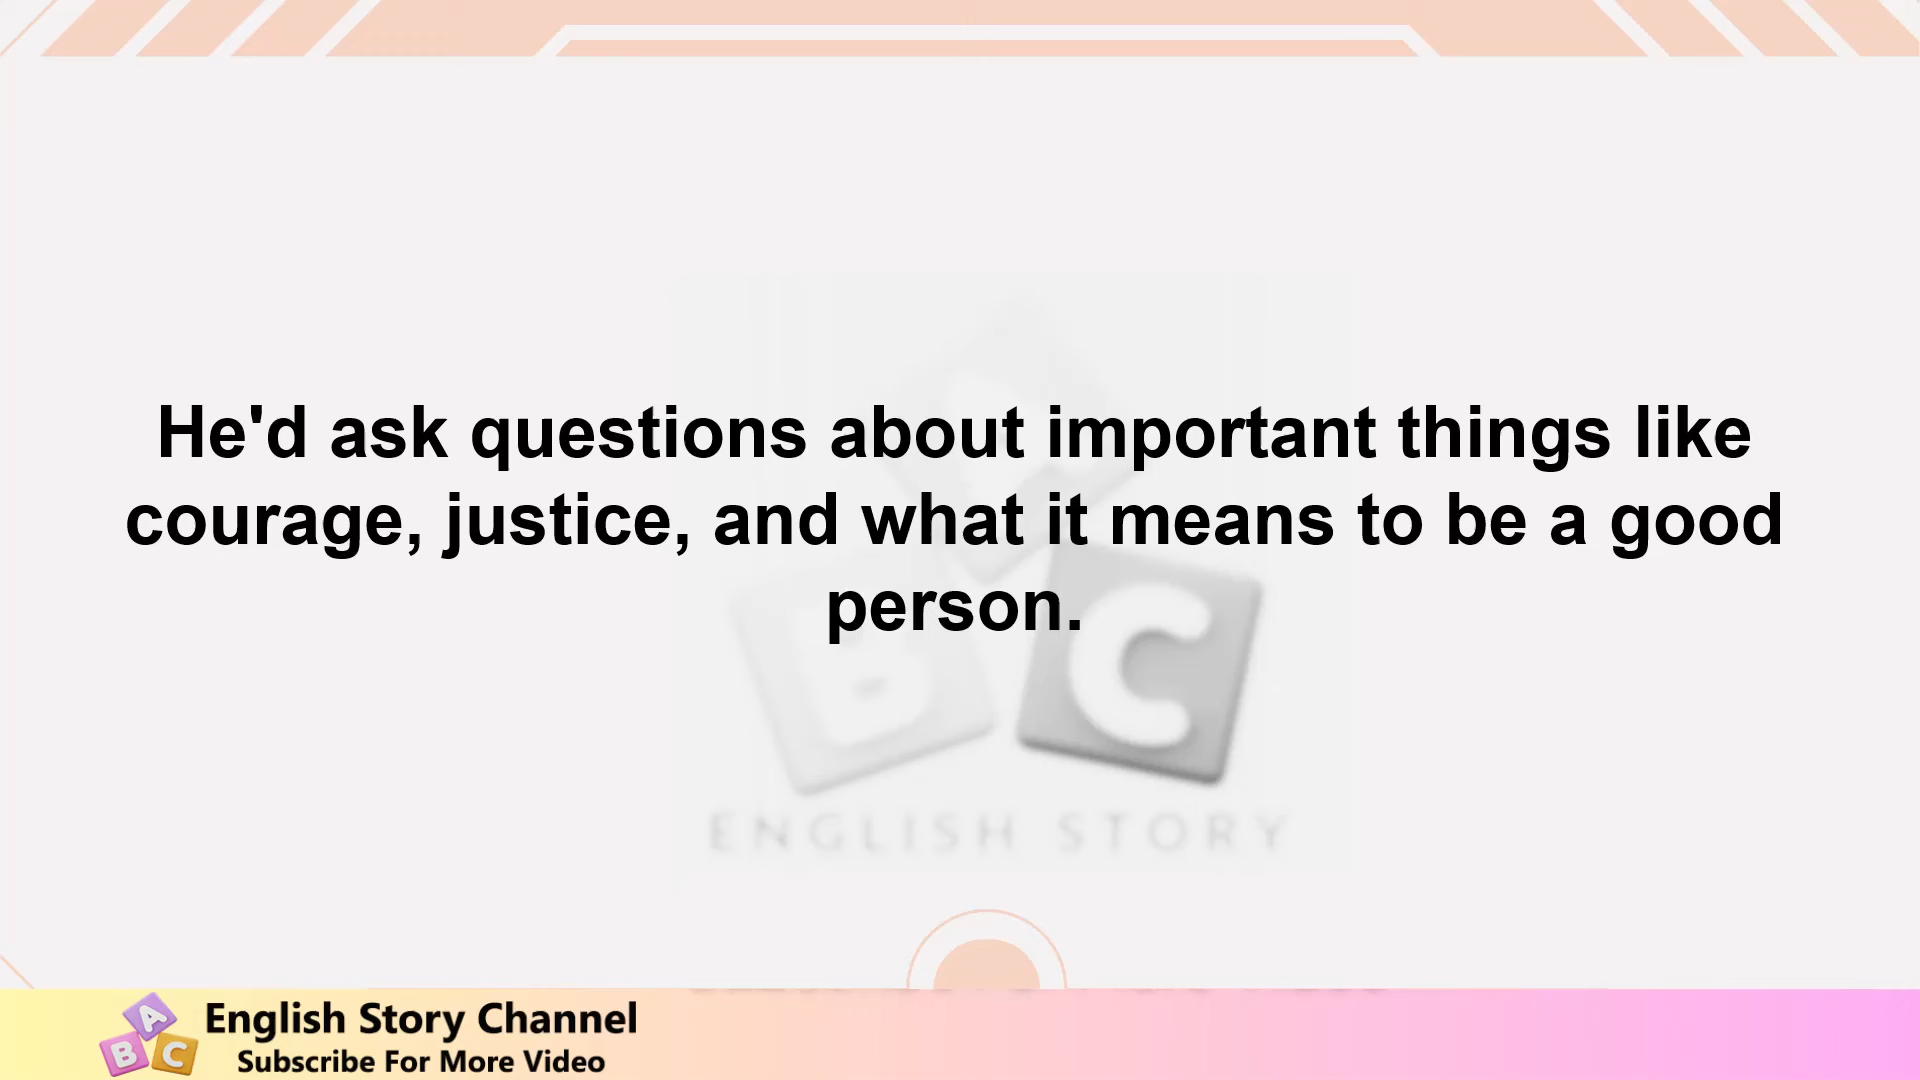 He'd ask questions about important things like
courage, justice, and what it means to be a good
person.
B
C
ENGLISH STORY
A
B
C
English Story Channel
Subscribe For More Video